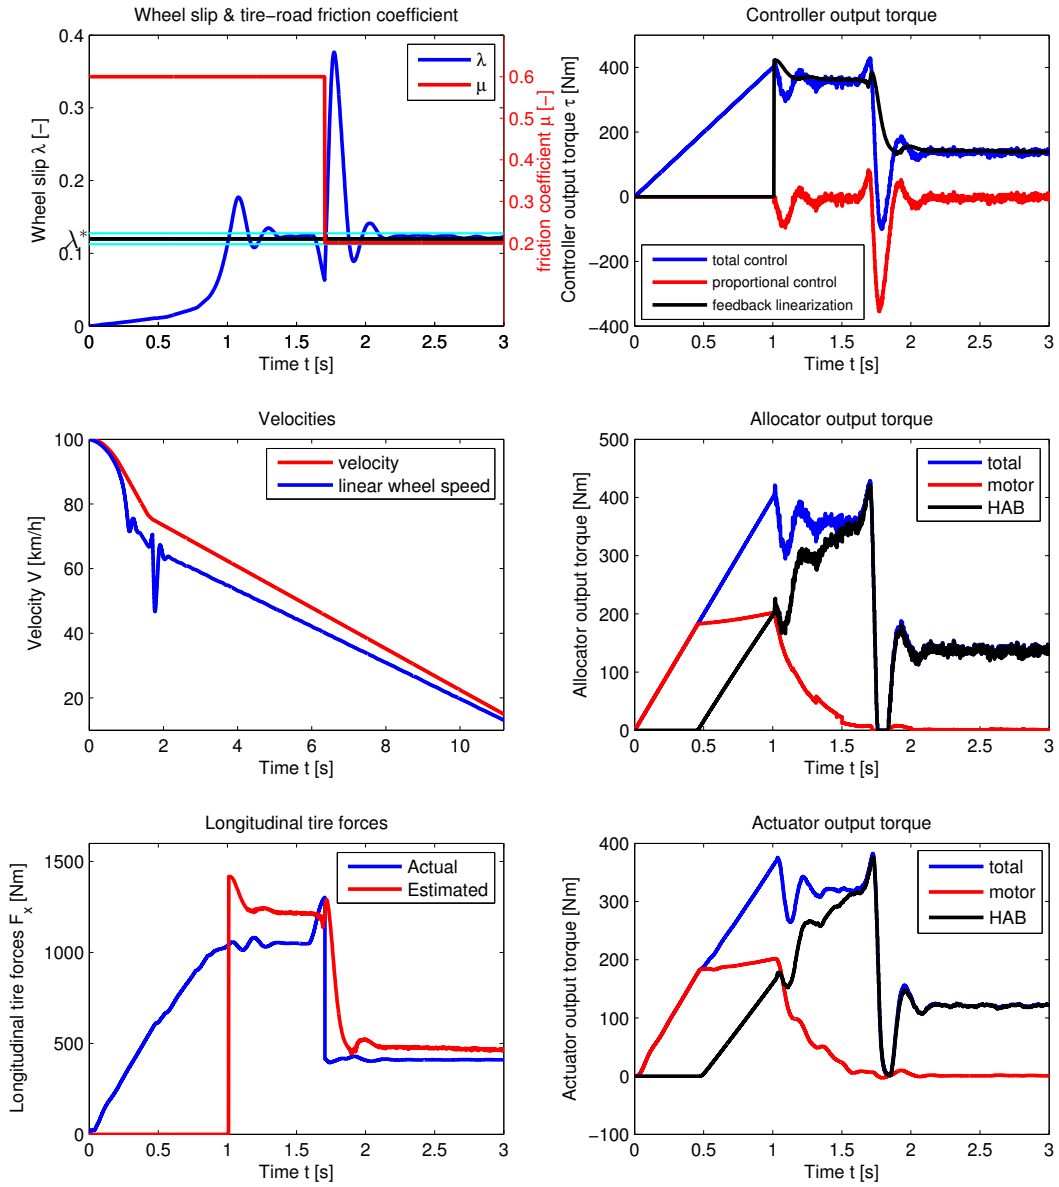 Wheel slip & tire−road friction coefficient
Wheel slip λ [−]
0.4
0.3
0.2
λ*
0.1
0
λ
μ
0.6
0.5
0.4
0.4
0.3
0.2
friction coefficient μ [−]
0 0.5 1 1.5 2 2.5 3
Time t [s]
Controller output torque
Controller output torque τ [Nm]
400
200
0
−200
−400
total control
proportional control
feedback linearization
0 0.5 1 1.5 2 2.5 3
Time t [s]
Velocities
Velocity V [km/h]
100
80
60
40
20
velocity
linear wheel speed
0 2 4 6 8 10
Time t [s]
Allocator output torque
Allocator output torque [Nm]
500
400
300
200
100
0
total
motor
HAB
0 0.5 1 1.5 2 2.5 3
Time t [s]
Longitudinal tire forces
Longitudinal tire forces F_x [Nm]
1500
1000
500
0
Actual
Estimated
0 0.5 1 1.5 2 2.5 3
Time t [s]
Actuator output torque
Actuator output torque [Nm]
400
300
200
100
0
−100
total
motor
HAB
0 0.5 1 1.5 2 2.5 3
Time t [s]